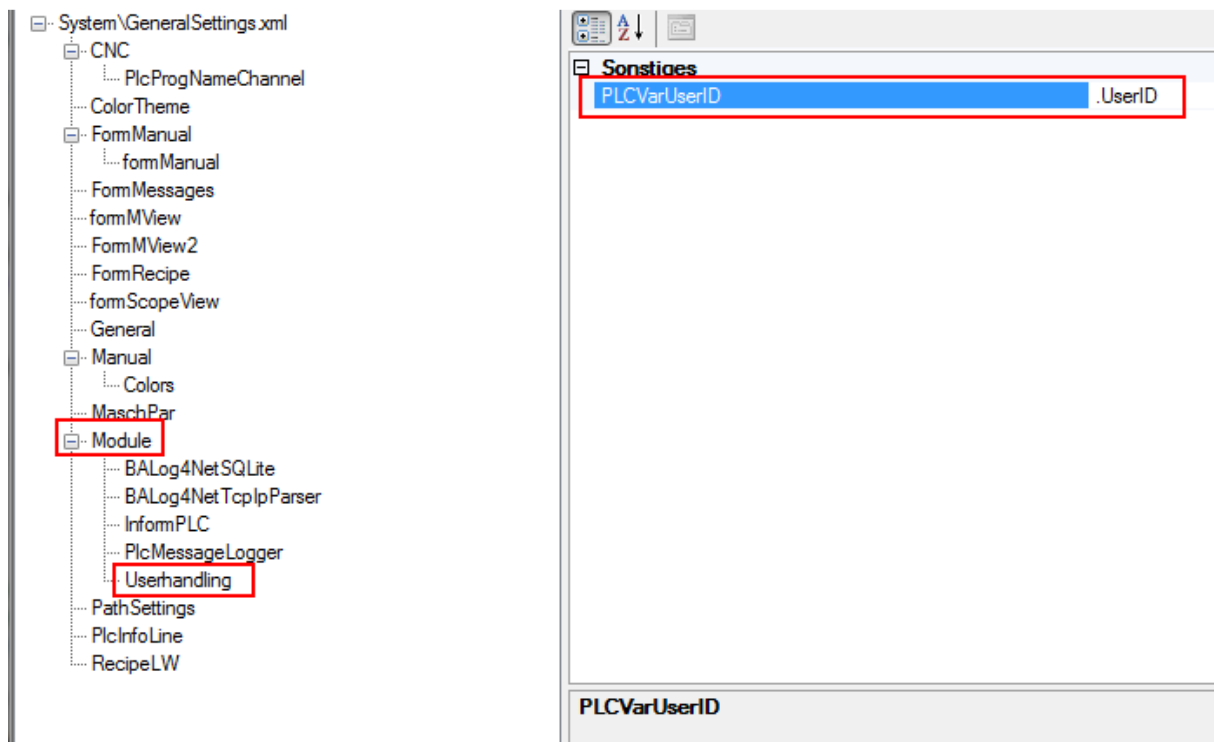 System\GeneralSettings.xml
CNC
PlcProgNameChannel
ColorTheme
FormManual
formManual
FormMessages
formMView
FormMView2
FormRecipe
formScopeView
General
Manual
Colors
MaschPar
Module
BALog4NetSQLite
BALog4NetTcpIpParser
InformPLC
PlcMessageLogger
Userhandling
PathSettings
PlcInfoLine
RecipeLW
A
Z
Sonstiges
PLCVarUserID .UserID
PLCVarUserID